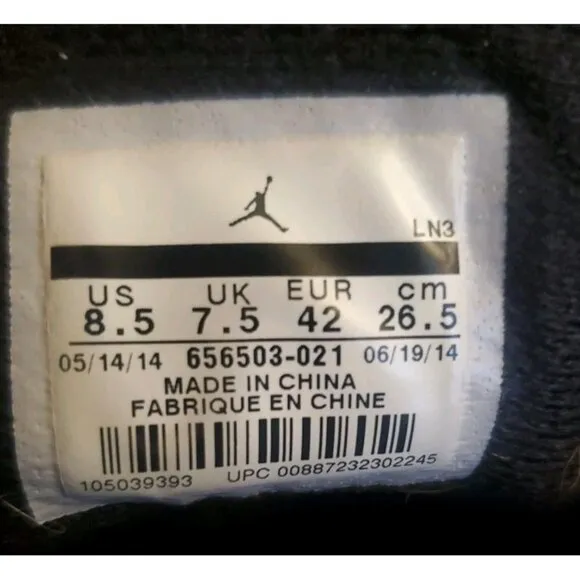 LN3
US UK EUR cm
8.5 7.5 42 26.5
05/14/14 656503-021 06/19/14
MADE IN CHINA
FABRIQUE EN CHINE
105039393 UPC 00887232302245